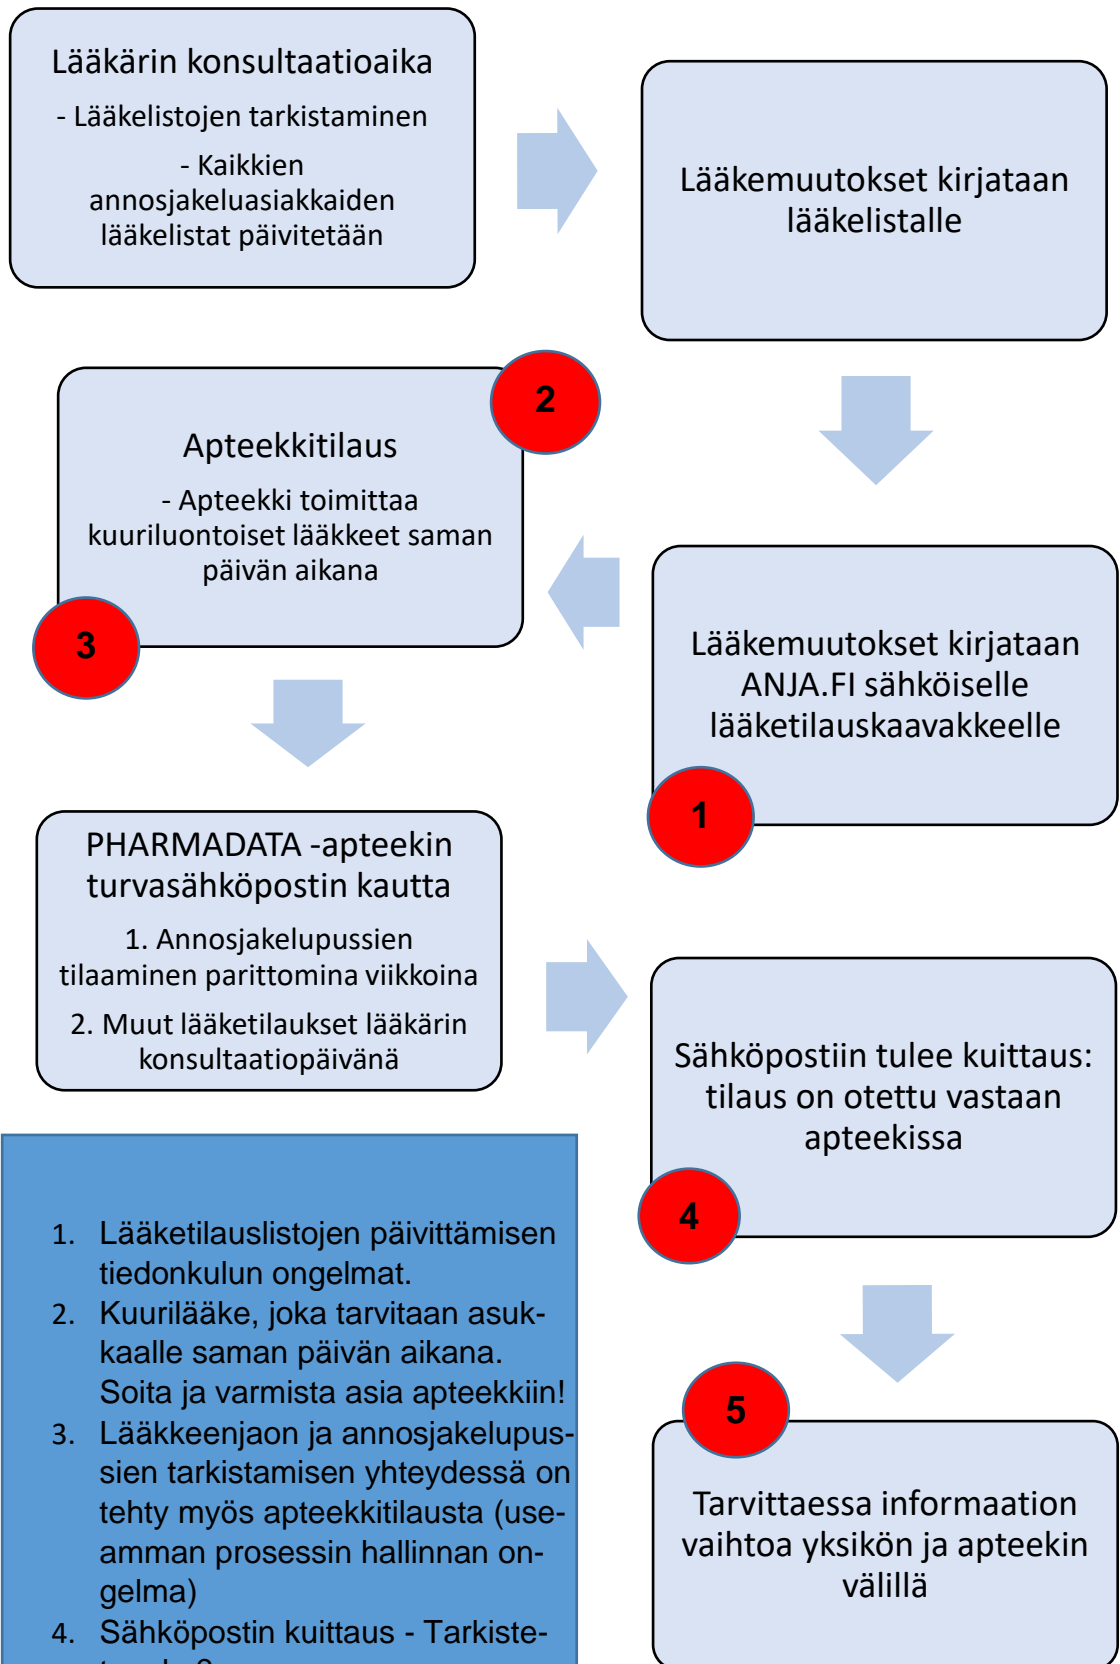 Lääkärin konsultaatioaika
- Lääkelistojen tarkistaminen
- Kaikkien
annosjakeluasiakkaiden
lääkelistat päivitetään
Lääkemuutokset kirjataan
lääkelistalle
2
Apteekkitilaus
- Apteekki toimittaa
kuuriluontoiset lääkkeet saman
päivän aikana
3
Lääkemuutokset kirjataan
ANJA.FI sähköiselle
lääketilauskaavakkeelle
1
PHARMADATA -apteekin
turvasähköpostin kautta
1. Annosjakelupussien
tilaaminen parittomina viikkoina
2. Muut lääketilaukset lääkärin
konsultaatiopäivänä
Sähköpostiin tulee kuittaus:
tilaus on otettu vastaan
apteekissa
4
5
Tarvittaessa informaation
vaihtoa yksikön ja apteekin
välillä
1. Lääketilauslistojen päivittämisen
tiedonkulun ongelmat.
2. Kuurilääke, joka tarvitaan asuk-
kaalle saman päivän aikana.
Soita ja varmista asia apteekkiin!
3. Lääkkeenjaon ja annosjakelupus-
sien tarkistamisen yhteydessä on
tehty myös apteekkitilausta (use-
amman prosessin hallinnan on-
gelma)
4. Sähköpostin kuittaus - Tarkiste-